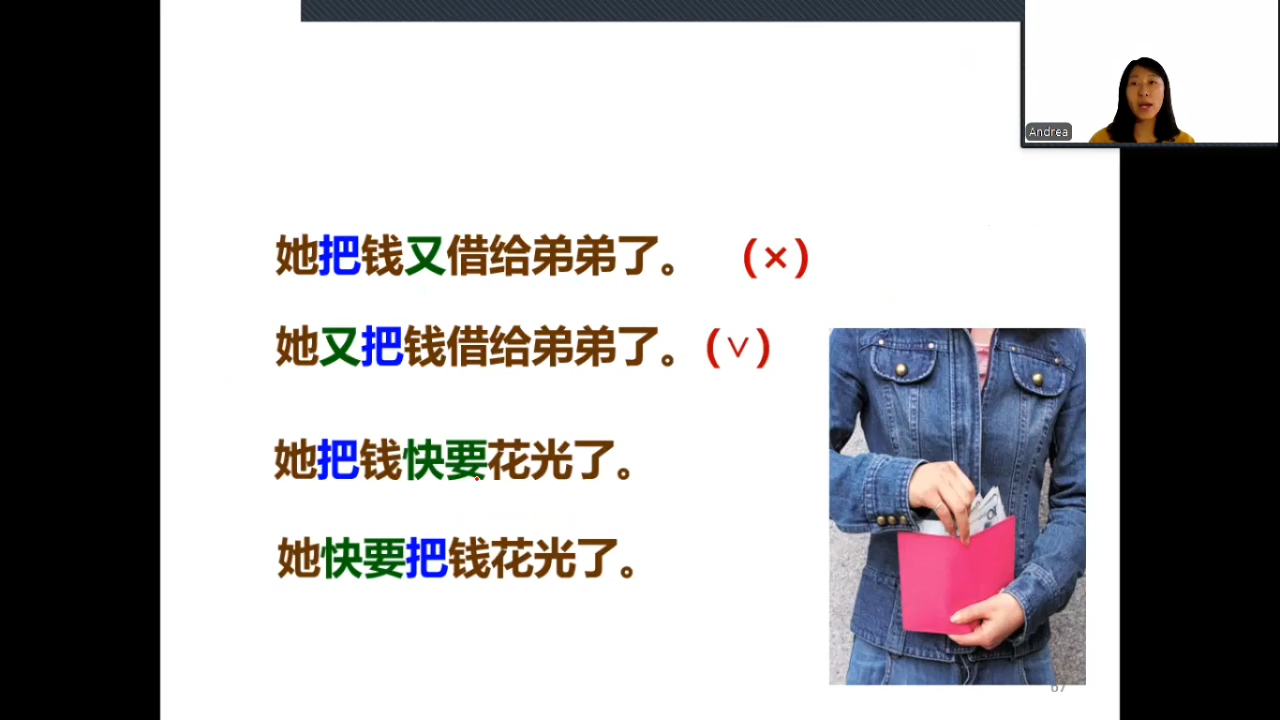 Andrea
她把钱又借给弟弟了。 (×)
她又把钱借给弟弟了。(√)
她把钱快要花光了。
她快要把钱花光了。
67